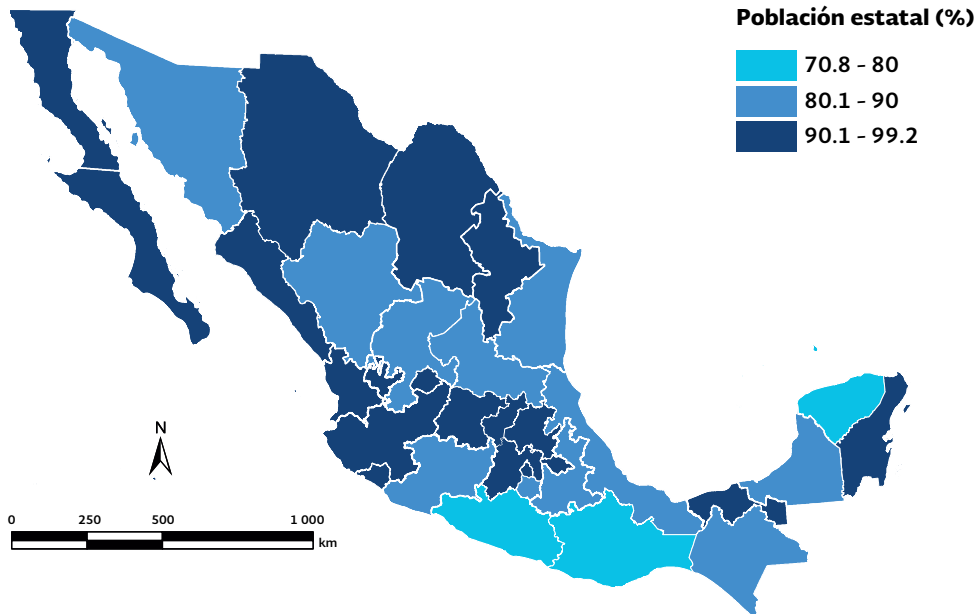 Población estatal (%)
70.8 - 80
80.1 - 90
90.1 - 99.2
N
0 250 500 1 000
km